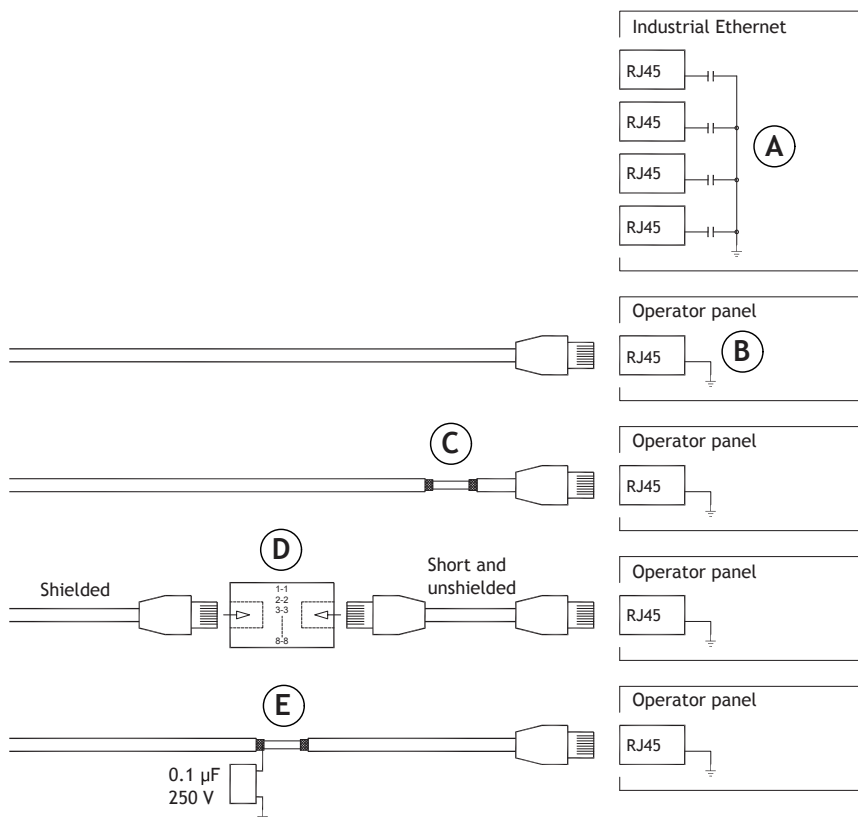 Industrial Ethernet
RJ45
RJ45
A
RJ45
RJ45
Operator panel
RJ45
B
C
Operator panel
RJ45
D
Shielded
1-1
2-2
3-3
8-8
Short and
unshielded
Operator panel
RJ45
E
0.1 µF
250 V
Operator panel
RJ45